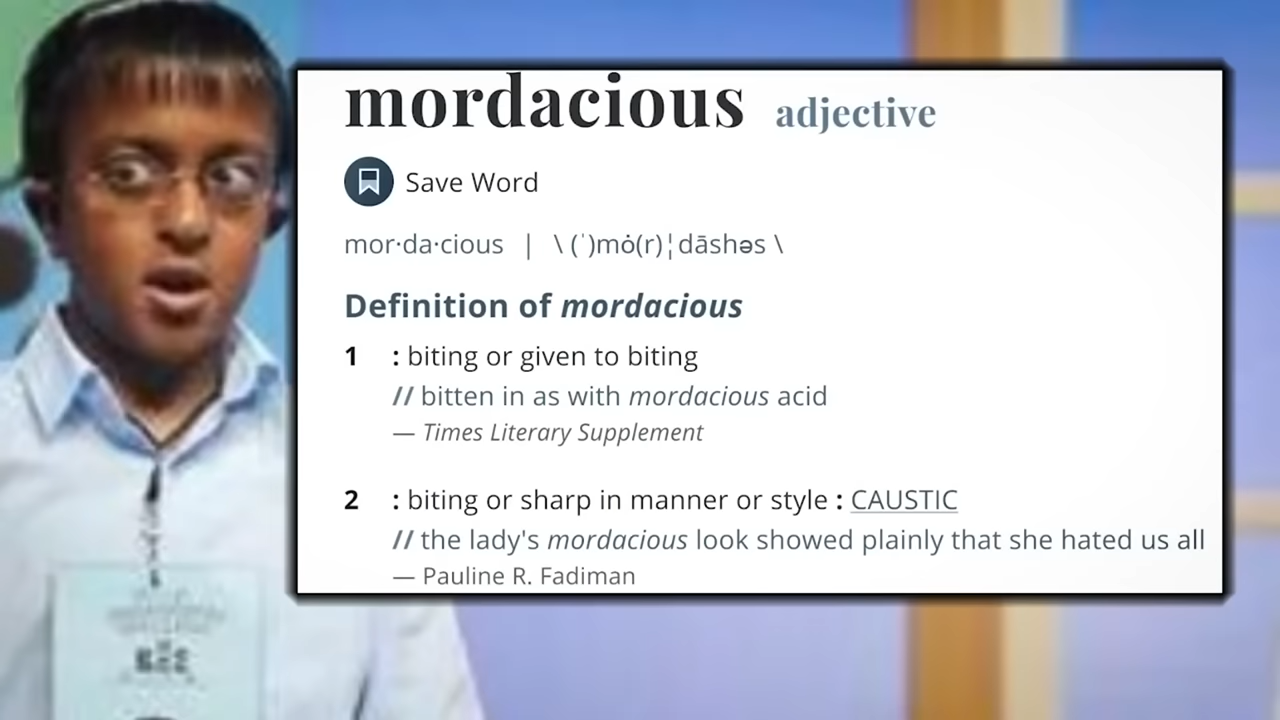 mordacious adjective
Save Word
mor·da·cious | \ (ˈ)mȯ(r)¦dāshəs \
Definition of mordacious
1 : biting or given to biting
// bitten in as with mordacious acid
— Times Literary Supplement
2 : biting or sharp in manner or style : CAUSTIC
// the lady's mordacious look showed plainly that she hated us all
— Pauline R. Fadiman